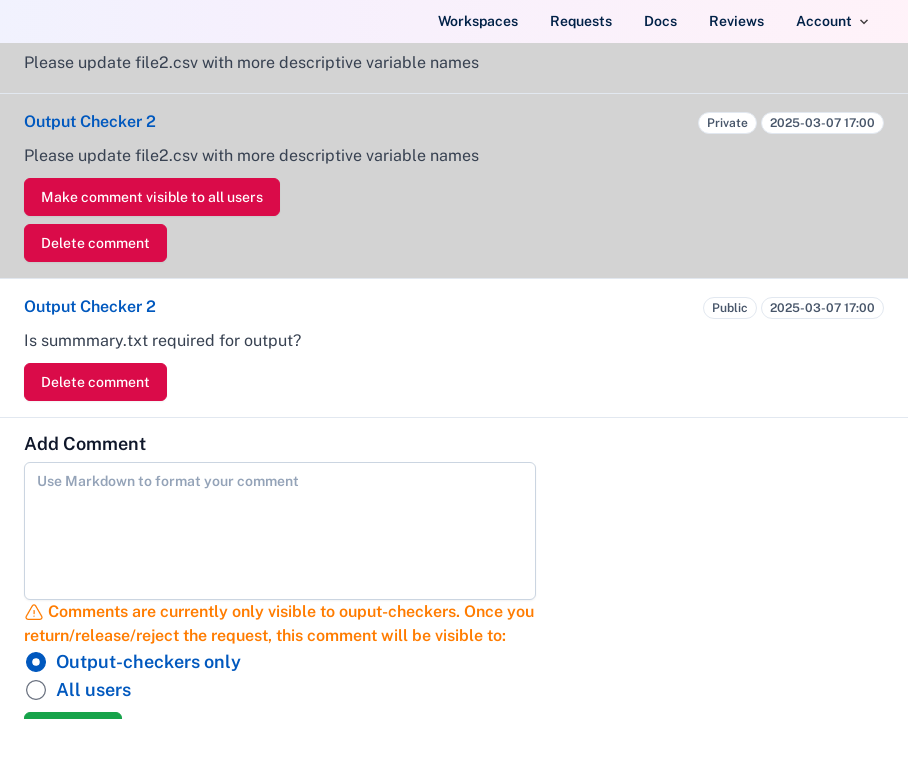 Workspaces Requests Docs Reviews Account
Please update file2.csv with more descriptive variable names
Output Checker 2 Private 2025-03-07 17:00
Please update file2.csv with more descriptive variable names
Make comment visible to all users
Delete comment
Output Checker 2 Public 2025-03-07 17:00
Is summmary.txt required for output?
Delete comment
Add Comment
Use Markdown to format your comment
Comments are currently only visible to ouput-checkers. Once you
return/release/reject the request, this comment will be visible to:
Output-checkers only
All users